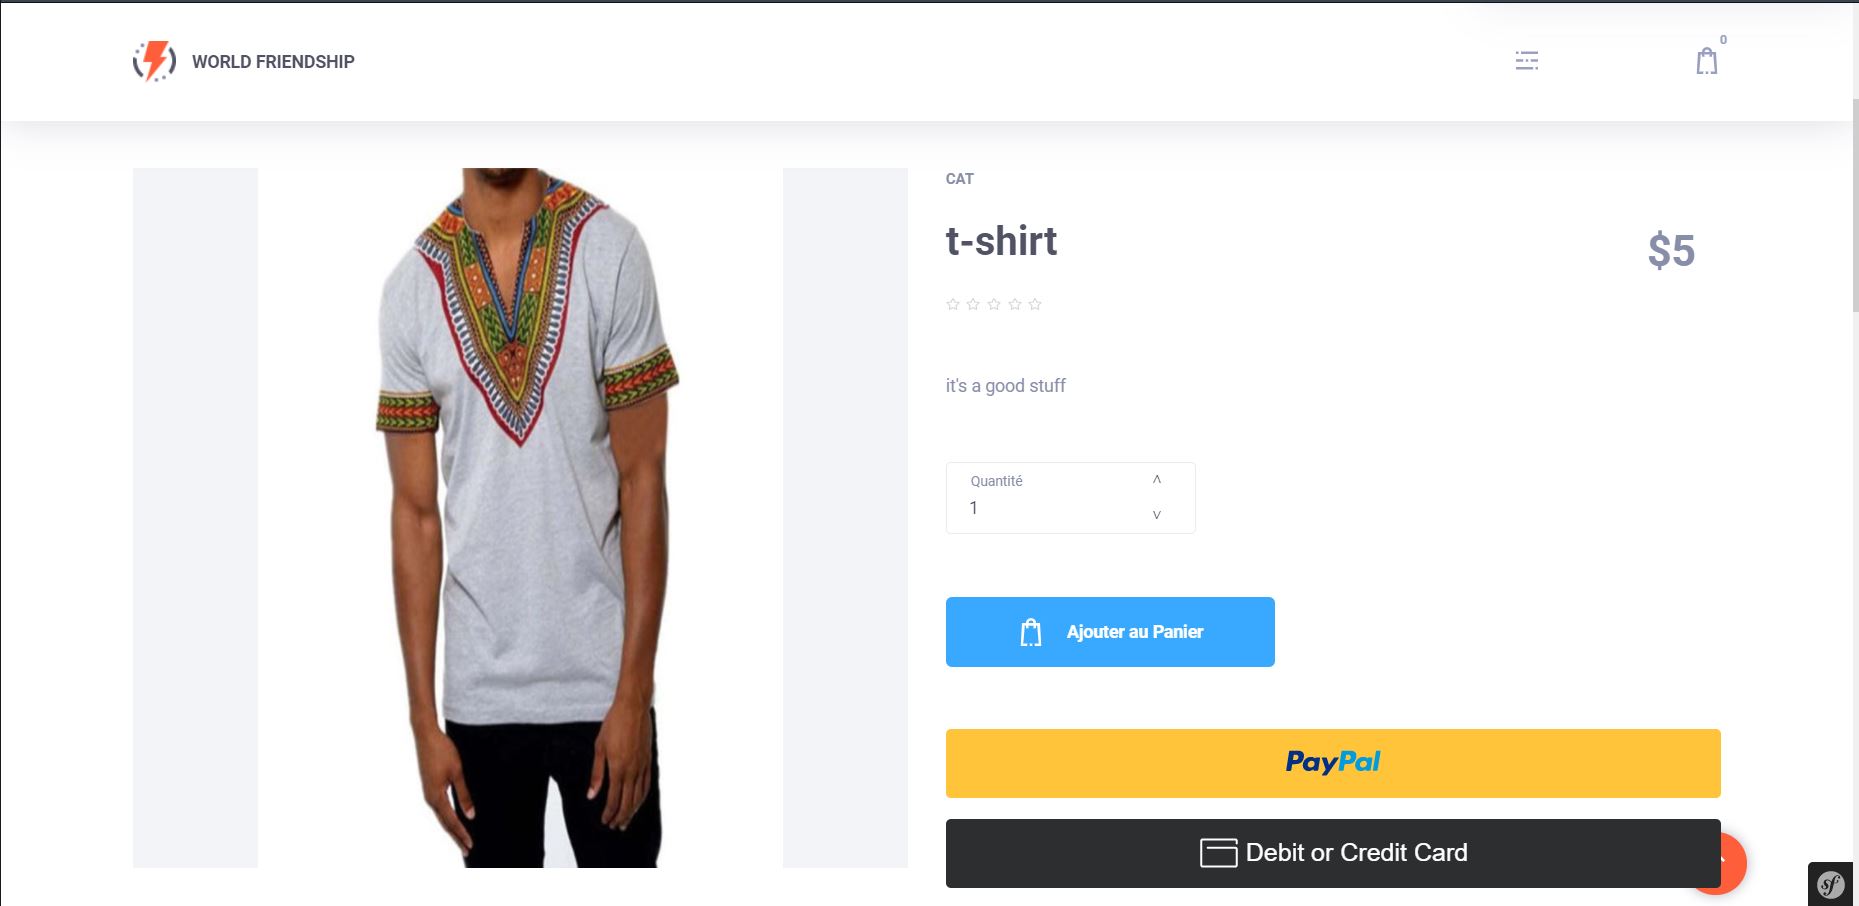 WORLD FRIENDSHIP
0
CAT
t-shirt
$5
it's a good stuff
Quantité
1
Ajouter au Panier
PayPal
Debit or Credit Card
sf